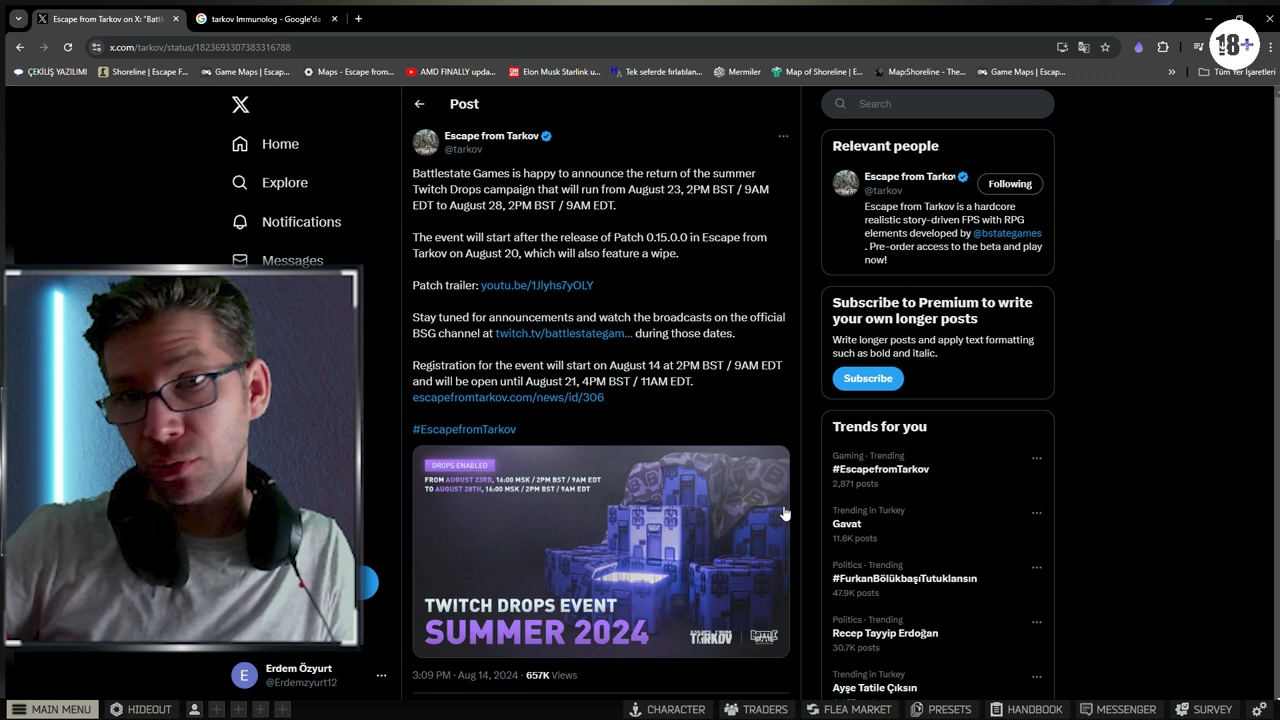 Escape from Tarkov on X: "Battl
tarkov Immunolog - Google'da
x.com/tarkov/status/1823693307383316788
18+
ÇEKİLİŞ YAZILIMI
Shoreline | Escape F...
Game Maps | Escap...
Maps - Escape from...
AMD FINALLY upda...
Elon Musk Starlink u...
Tek seferde fırlatılan...
Mermiler
Map of Shoreline | E...
Map:Shoreline - The...
Game Maps | Escap...
Tüm Yer İşaretleri
Home
Explore
Notifications
Messages
Erdem Özyurt
@Erdemzyurt12
Post
Escape from Tarkov
@tarkov
Battlestate Games is happy to announce the return of the summer
Twitch Drops campaign that will run from August 23, 2PM BST / 9AM
EDT to August 28, 2PM BST / 9AM EDT.
The event will start after the release of Patch 0.15.0.0 in Escape from
Tarkov on August 20, which will also feature a wipe.
Patch trailer: youtu.be/1Jlyhs7yOLY
Stay tuned for announcements and watch the broadcasts on the official
BSG channel at twitch.tv/battlestategam... during those dates.
Registration for the event will start on August 14 at 2PM BST / 9AM EDT
and will be open until August 21, 4PM BST / 11AM EDT.
escapefromtarkov.com/news/id/306
#EscapefromTarkov
DROPS ENABLED
FROM AUGUST 23RD, 16:00 MSK / 2PM BST / 9AM EDT
TO AUGUST 28TH, 16:00 MSK / 2PM BST / 9AM EDT
TWITCH DROPS EVENT
SUMMER 2024
TARKOV
BATTLE
3:09 PM · Aug 14, 2024 · 657K Views
Search
Relevant people
Escape from Tarkov
@tarkov
Following
Escape from Tarkov is a hardcore
realistic story-driven FPS with RPG
elements developed by @bstategames
. Pre-order access to the beta and play
now!
Subscribe to Premium to write
your own longer posts
Write longer posts and apply text formatting
such as bold and italic.
Subscribe
Trends for you
Gaming · Trending
#EscapefromTarkov
2,871 posts
Trending in Turkey
Gavat
11.6K posts
Politics · Trending
#FurkanBölükbaşıTutuklansın
47.9K posts
Politics · Trending
Recep Tayyip Erdoğan
30.7K posts
Trending in Turkey
Ayşe Tatile Çıksın
MAIN MENU
HIDEOUT
CHARACTER
TRADERS
FLEA MARKET
PRESETS
HANDBOOK
MESSENGER
SURVEY